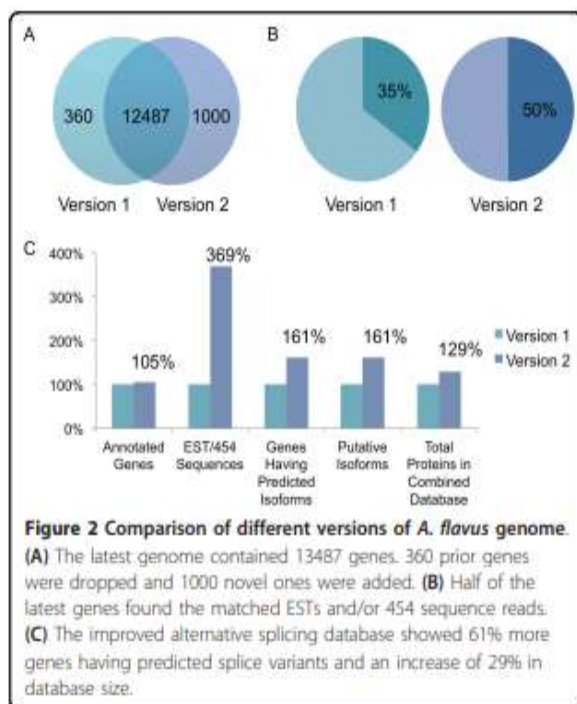 A
B
360
12487
1000
35%
50%
Version 1
Version 2
Version 1
Version 2
C
400%
300%
200%
100%
0%
105%
369%
161%
161%
129%
Version 1
Version 2
Annotated
Genes
EST/454
Sequences
Genes
Having
Predicted
Isoforms
Putative
Isoforms
Total
Proteins in
Combined
Database
Figure 2 Comparison of different versions of A. flavus genome.
(A) The latest genome contained 13487 genes. 360 prior genes
were dropped and 1000 novel ones were added. (B) Half of the
latest genes found the matched ESTs and/or 454 sequence reads.
(C) The improved alternative splicing database showed 61% more
genes having predicted splice variants and an increase of 29% in
database size.